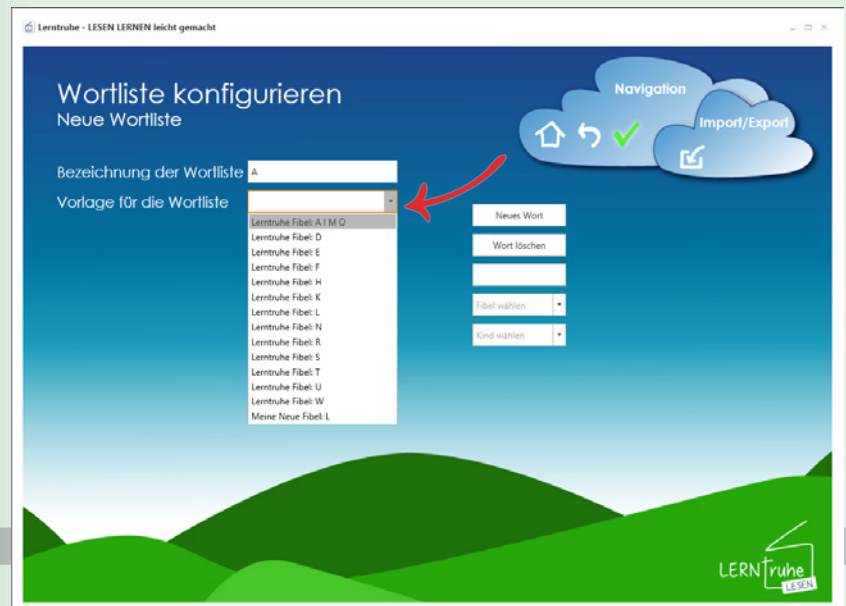 Lerntruhe - LESEN LERNEN leicht gemacht
Wortliste konfigurieren
Neue Wortliste
Navigation
Import/Export
Bezeichnung der Wortliste A
Vorlage für die Wortliste
Lerntruhe Fibel: A I M O
Lerntruhe Fibel: D
Lerntruhe Fibel: E
Lerntruhe Fibel: F
Lerntruhe Fibel: H
Lerntruhe Fibel: K
Lerntruhe Fibel: L
Lerntruhe Fibel: N
Lerntruhe Fibel: R
Lerntruhe Fibel: S
Lerntruhe Fibel: T
Lerntruhe Fibel: U
Lerntruhe Fibel: W
Meine Neue Fibel: L
Neues Wort
Wort löschen
Fibel wählen
Kind wählen
LERNTruhe
LESEN